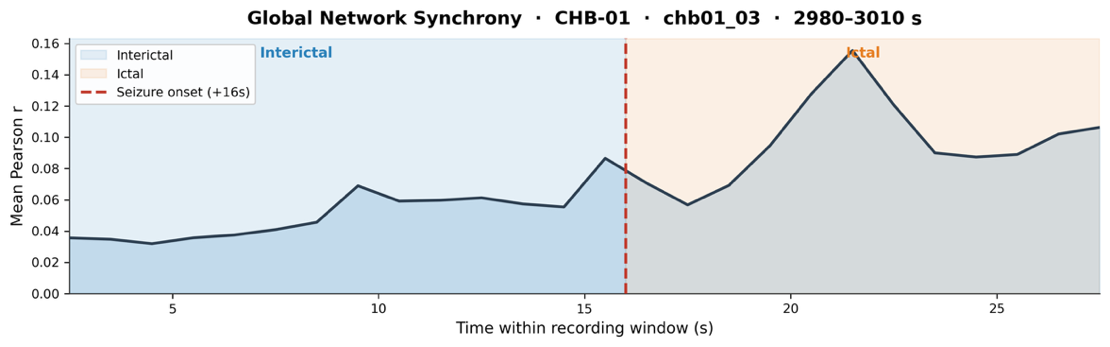 Global Network Synchrony · CHB-01 · chb01_03 · 2980–3010 s
Interictal
Ictal
Interictal
Ictal
Seizure onset (+16s)
Mean Pearson r
0.16
0.14
0.12
0.10
0.08
0.06
0.04
0.02
0.00
5
10
15
20
25
Time within recording window (s)